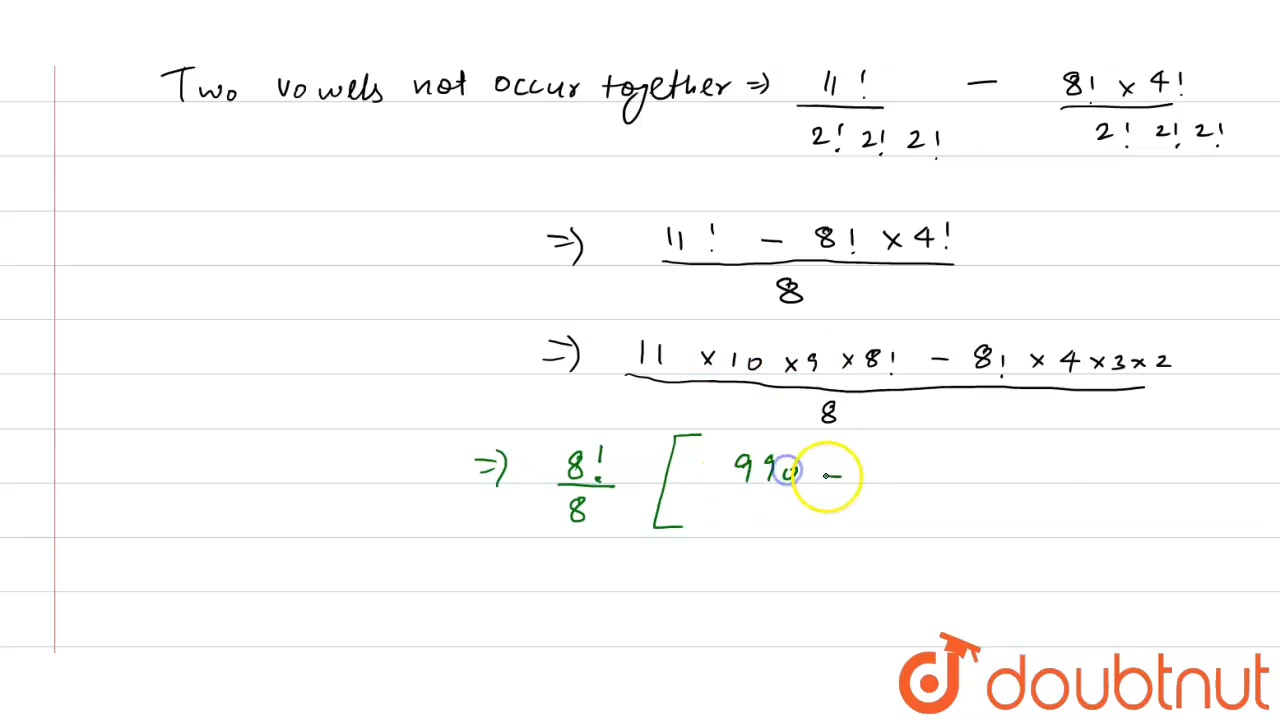 Two vowels not occur together ⇒ 11! / 2! 2! 2! − 8! × 4! / 2! 2! 2!
⇒ 11! − 8! × 4! / 8
⇒ 11 × 10 × 9 × 8! − 8! × 4 × 3 × 2 / 8
⇒ 8! / 8 [ 990 −
doubtnut